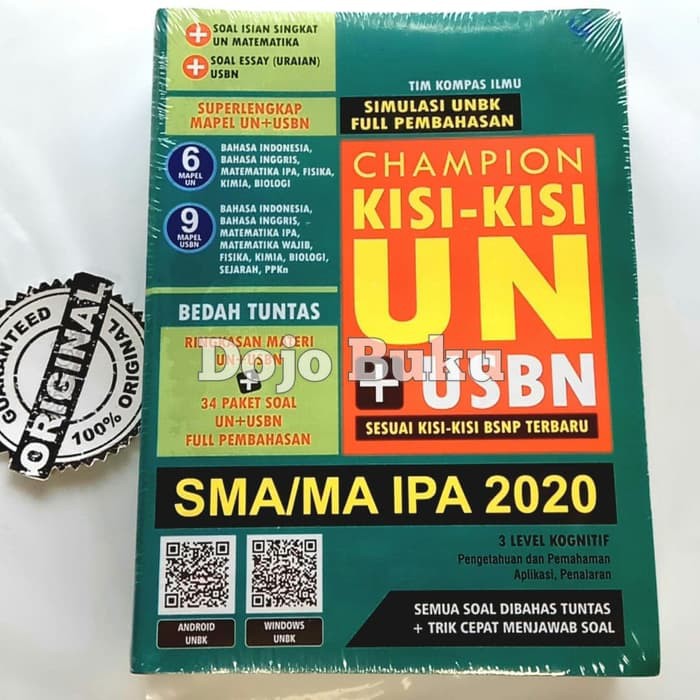 + SOAL ISIAN SINGKAT
UN MATEMATIKA
+ SOAL ESSAY (URAIAN)
USBN
SUPERLENGKAP
MAPEL UN+USBN
6
MAPEL
UN
BAHASA INDONESIA,
BAHASA INGGRIS,
MATEMATIKA IPA, FISIKA,
KIMIA, BIOLOGI
9
MAPEL
USBN
BAHASA INDONESIA,
BAHASA INGGRIS,
MATEMATIKA IPA,
MATEMATIKA WAJIB,
FISIKA, KIMIA, BIOLOGI,
SEJARAH, PPKn
BEDAH TUNTAS
RINGKASAN MATERI
UN+USBN
+
34 PAKET SOAL
UN+USBN
FULL PEMBAHASAN
TIM KOMPAS ILMU
SIMULASI UNBK
FULL PEMBAHASAN
CHAMPION
KISI-KISI
UN
+ USBN
SESUAI KISI-KISI BSNP TERBARU
Dojo Buku
SMA/MA IPA 2020
3 LEVEL KOGNITIF
Pengetahuan dan Pemahaman
Aplikasi, Penalaran
ANDROID
UNBK
WINDOWS
UNBK
SEMUA SOAL DIBAHAS TUNTAS
+ TRIK CEPAT MENJAWAB SOAL
GUARANTEED
ORIGINAL
100% ORIGINAL